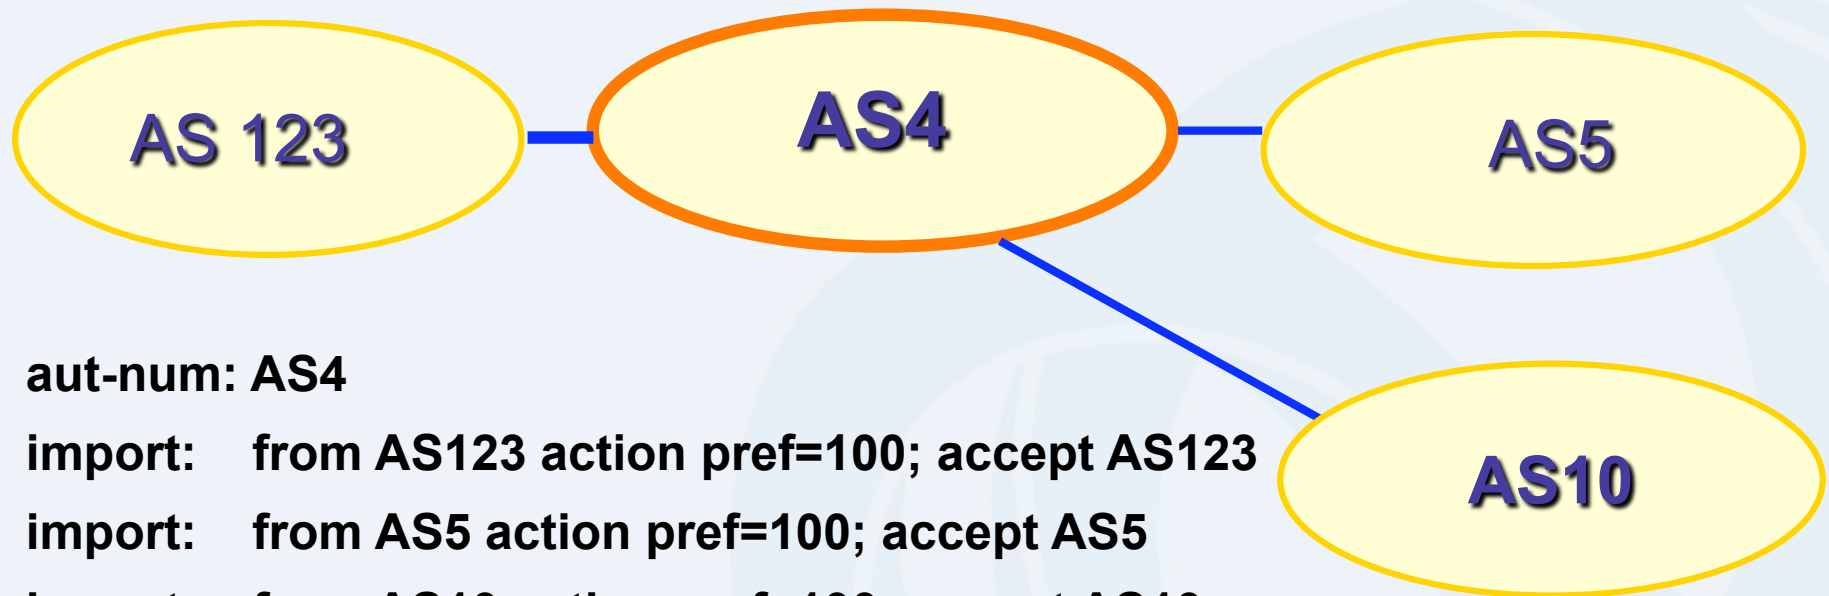 AS 123
AS4
AS5
aut-num: AS4
import: from AS123 action pref=100; accept AS123
AS10
import: from AS5 action pref=100; accept AS5